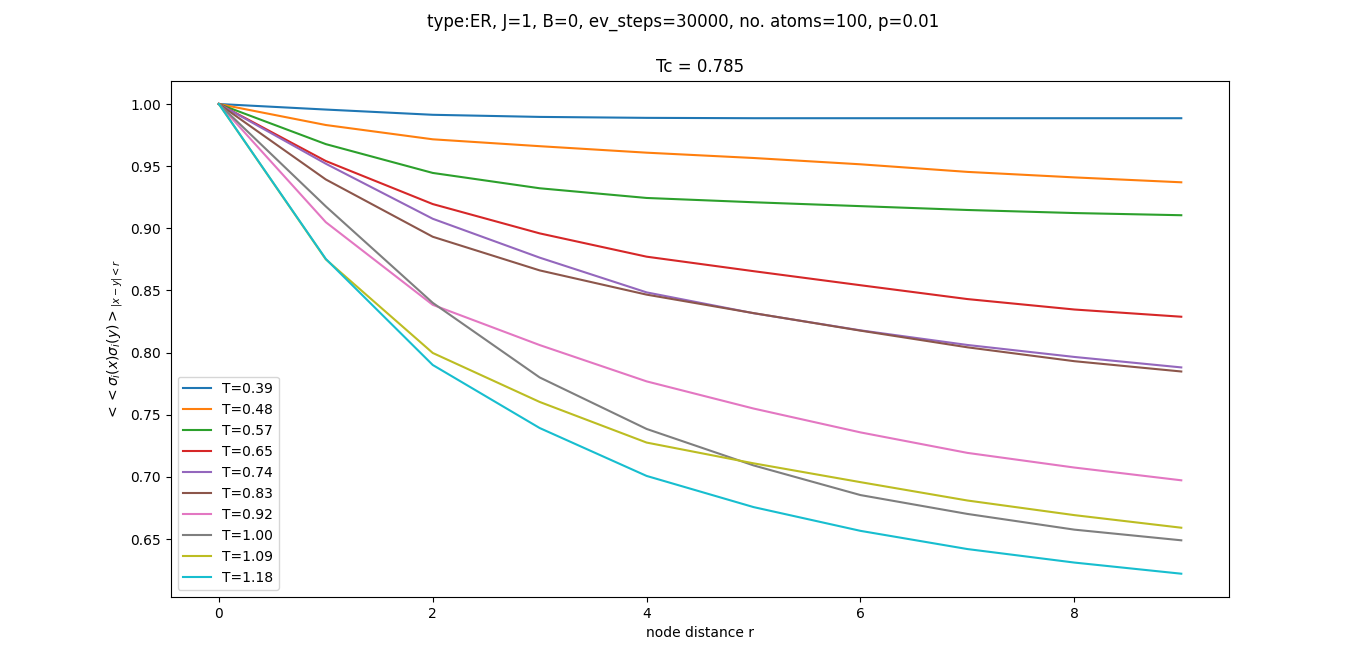 type:ER, J=1, B=0, ev_steps=30000, no. atoms=100, p=0.01
Tc = 0.785
1.00
0.95
0.90
0.85
0.80
0.75
0.70
0.65
< < σᵢ(x)σᵢ(y) > |x − y| < r
T=0.39
T=0.48
T=0.57
T=0.65
T=0.74
T=0.83
T=0.92
T=1.00
T=1.09
T=1.18
0 2 4 6 8
node distance r